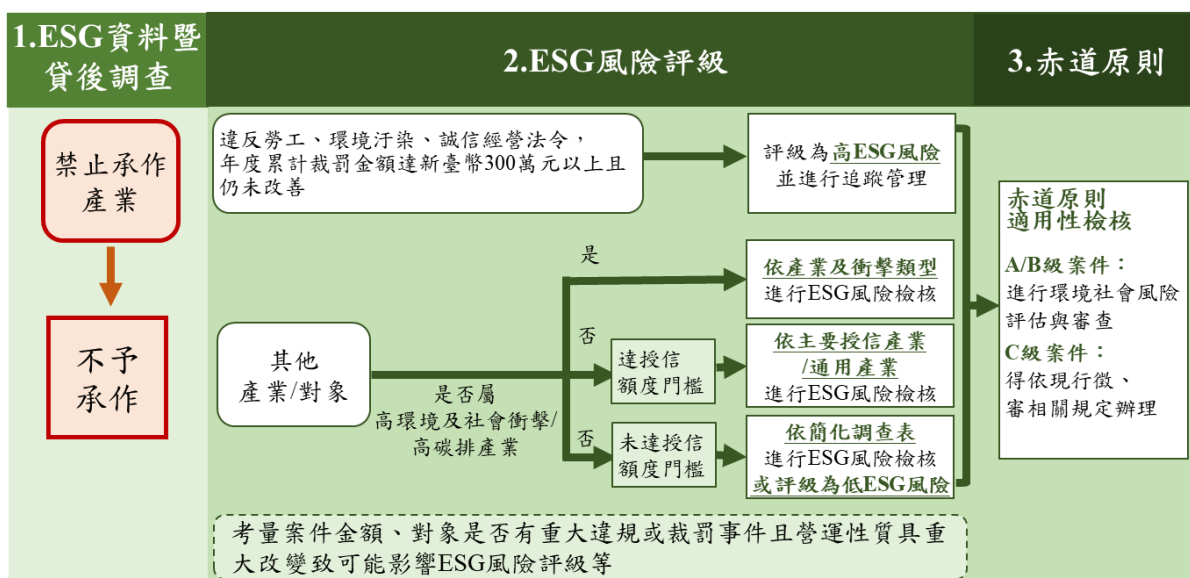 1.ESG資料暨
貸後調查
2.ESG風險評級
3.赤道原則
禁止承作
產業
不予
承作
違反勞工、環境汙染、誠信經營法令，
年度累計裁罰金額達新臺幣300萬元以上且
仍未改善
評級為高ESG風險
並進行追蹤管理
其他
產業/對象
是否屬
高環境及社會衝擊/
高碳排產業
是
依產業及衝擊類型
進行ESG風險檢核
否
達授信
額度門檻
依主要授信產業
/通用產業
進行ESG風險檢核
否
未達授信
額度門檻
依簡化調查表
進行ESG風險檢核
或評級為低ESG風險
赤道原則
適用性檢核
A/B級案件：
進行環境社會風險
評估與審查
C級案件：
得依現行徵、
審相關規定辦理
考量案件金額、對象是否有重大違規或裁罰事件且營運性質具重
大改變致可能影響ESG風險評級等